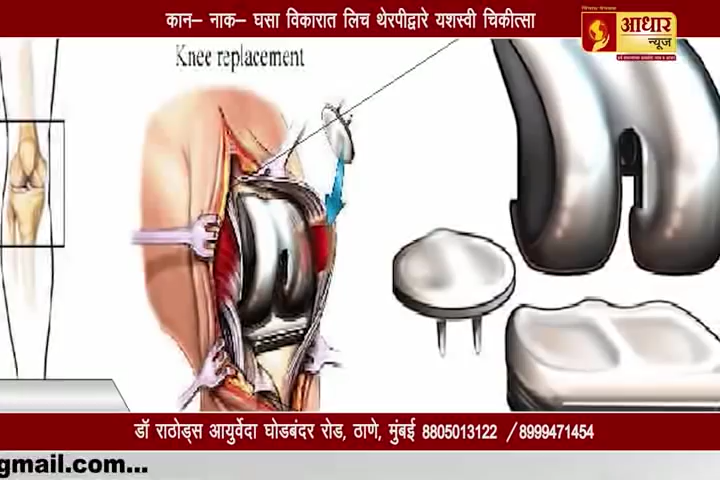 कान– नाक– घसा विकारात लिच थेरपीद्वारे यशस्वी चिकीत्सा
आधार
न्यूज
Knee replacement
डॉ राठोड्स आयुर्वेदा घोडबंदर रोड, ठाणे, मुंबई 8805013122 / 8999471454
gmail.com...